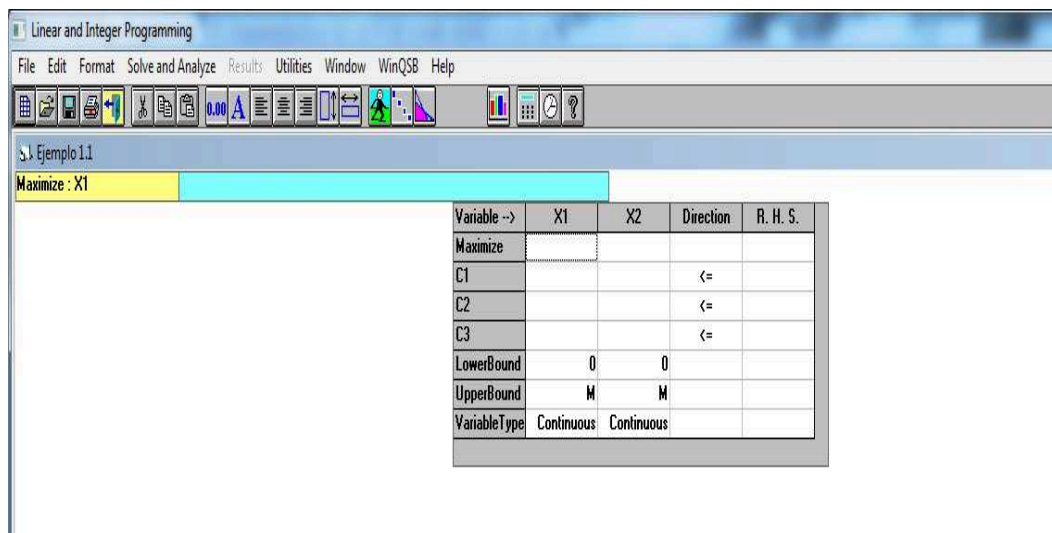 Linear and Integer Programming
File Edit Format Solve and Analyze Results Utilities Window WinQSB Help
0.00 A ?
Ejemplo 1.1
Maximize : X1
Variable --> X1 X2 Direction R. H. S.
Maximize
C1 <=
C2 <=
C3 <=
LowerBound 0 0
UpperBound M M
VariableType Continuous Continuous